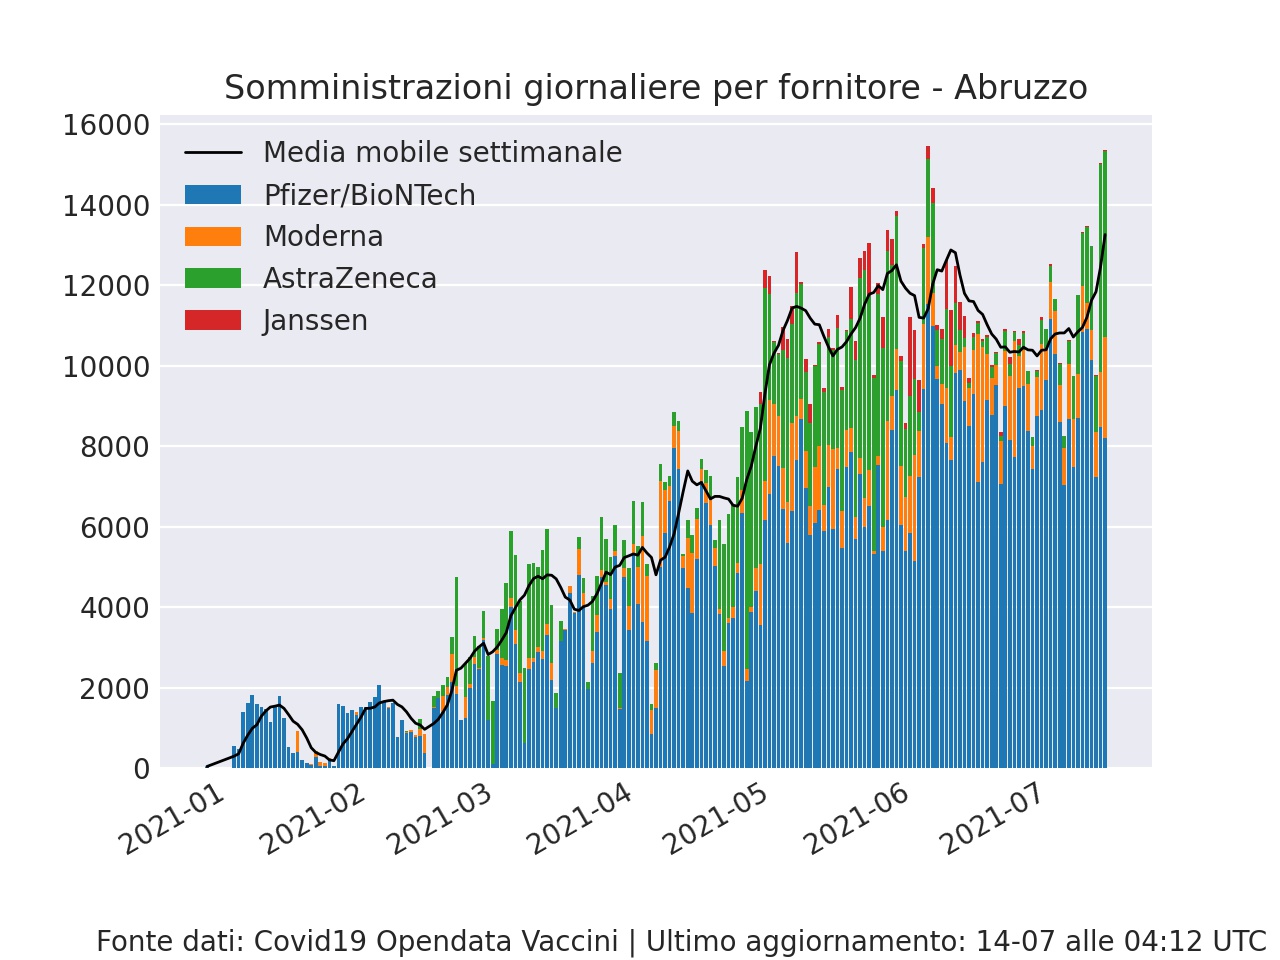 Somministrazioni giornaliere per fornitore - Abruzzo
16000
14000
12000
10000
8000
6000
4000
2000
0
Media mobile settimanale
Pfizer/BioNTech
Moderna
AstraZeneca
Janssen
2021-01
2021-02
2021-03
2021-04
2021-05
2021-06
2021-07
Fonte dati: Covid19 Opendata Vaccini | Ultimo aggiornamento: 14-07 alle 04:12 UTC